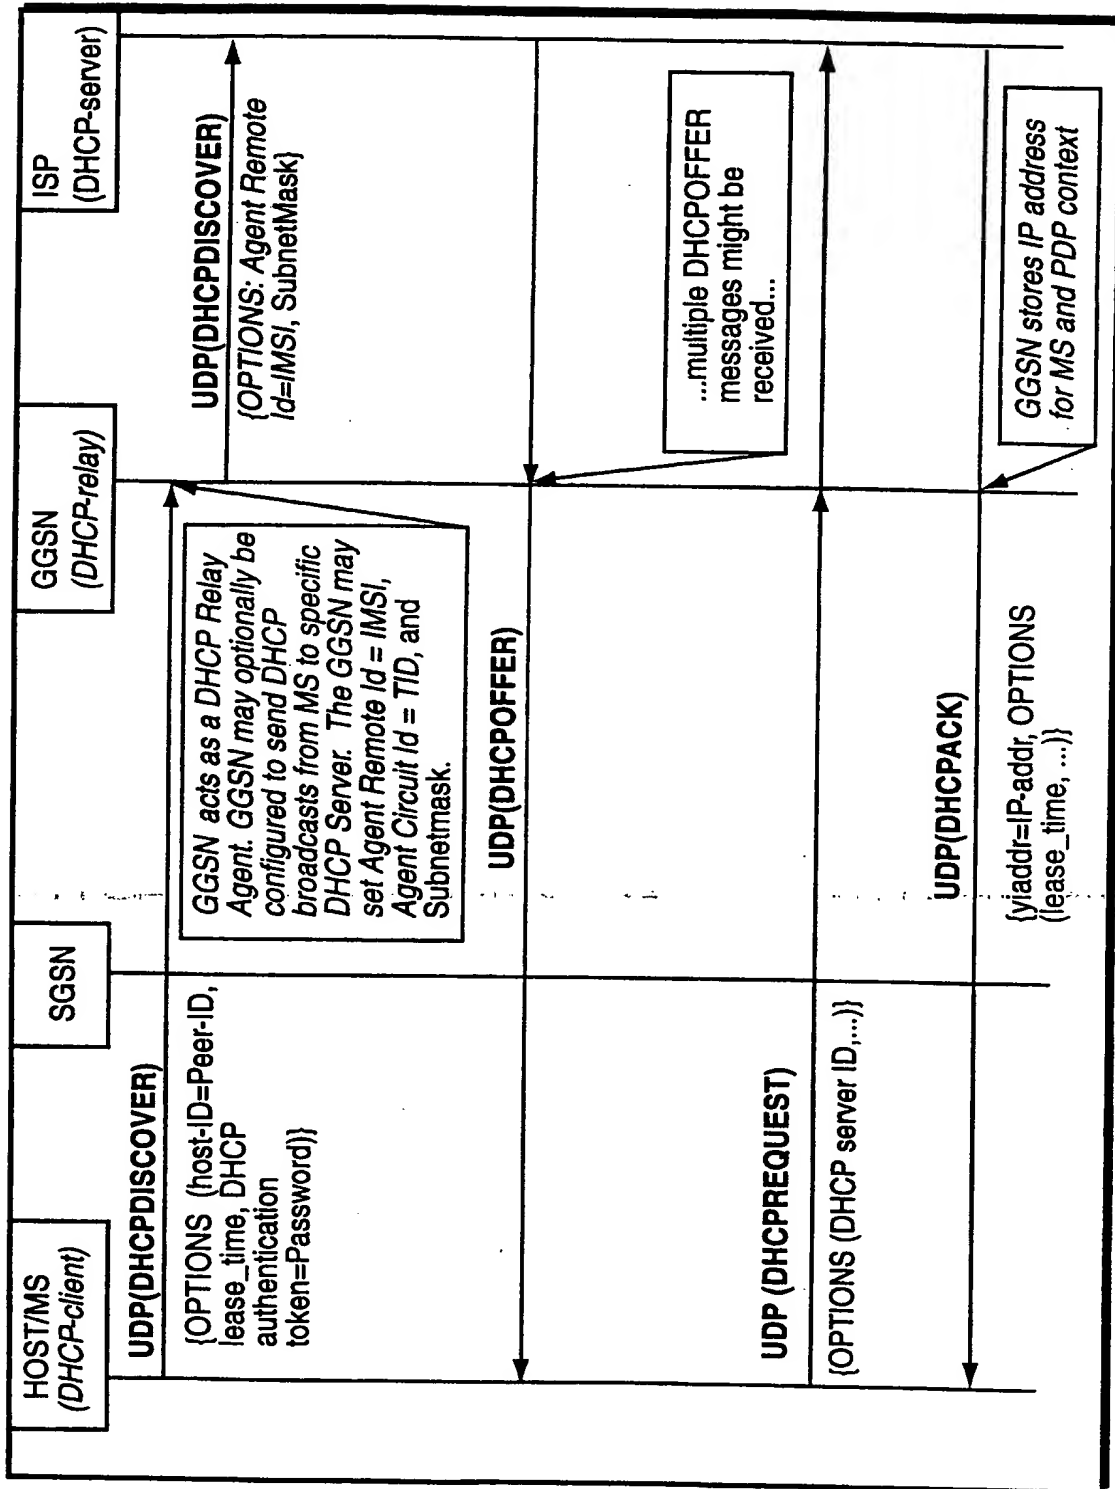 HOST/MS
(DHCP-client)
SGSN
GGSN
(DHCP-relay)
ISP
(DHCP-server)
UDP(DHCPDISCOVER)
{OPTIONS (host-ID=Peer-ID,
lease_time, DHCP
authentication
token=Password)}
GGSN acts as a DHCP Relay
Agent. GGSN may optionally be
configured to send DHCP
broadcasts from MS to specific
DHCP Server. The GGSN may
set Agent Remote Id = IMSI,
Agent Circuit Id = TID, and
Subnetmask.
UDP(DHCPDISCOVER)
{OPTIONS: Agent Remote
Id=IMSI, SubnetMask}
UDP(DHCPOFFER)
...multiple DHCPOFFER
messages might be
received...
UDP (DHCPREQUEST)
{OPTIONS (DHCP server ID,...)}
UDP(DHCPACK)
{yiaddr=IP-addr, OPTIONS
(lease_time, ...)}
GGSN stores IP address
for MS and PDP context